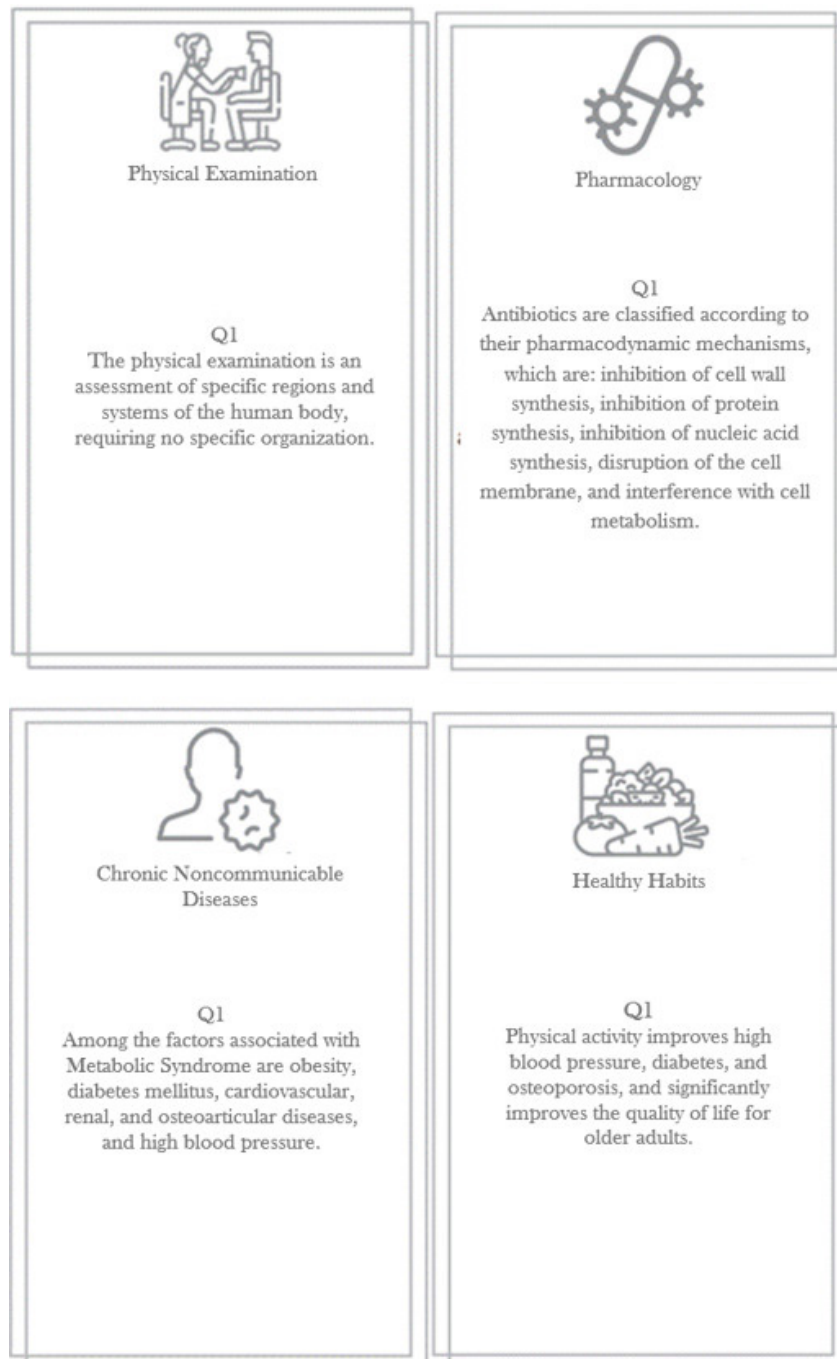 Physical Examination
Q1
The physical examination is an
assessment of specific regions and
systems of the human body,
requiring no specific organization.
Pharmacology
Q1
Antibiotics are classified according to
their pharmacodynamic mechanisms,
which are: inhibition of cell wall
synthesis, inhibition of protein
synthesis, inhibition of nucleic acid
synthesis, disruption of the cell
membrane, and interference with cell
metabolism.
Chronic Noncommunicable
Diseases
Q1
Among the factors associated with
Metabolic Syndrome are obesity,
diabetes mellitus, cardiovascular,
renal, and osteoarticular diseases,
and high blood pressure.
Healthy Habits
Q1
Physical activity improves high
blood pressure, diabetes, and
osteoporosis, and significantly
improves the quality of life for
older adults.